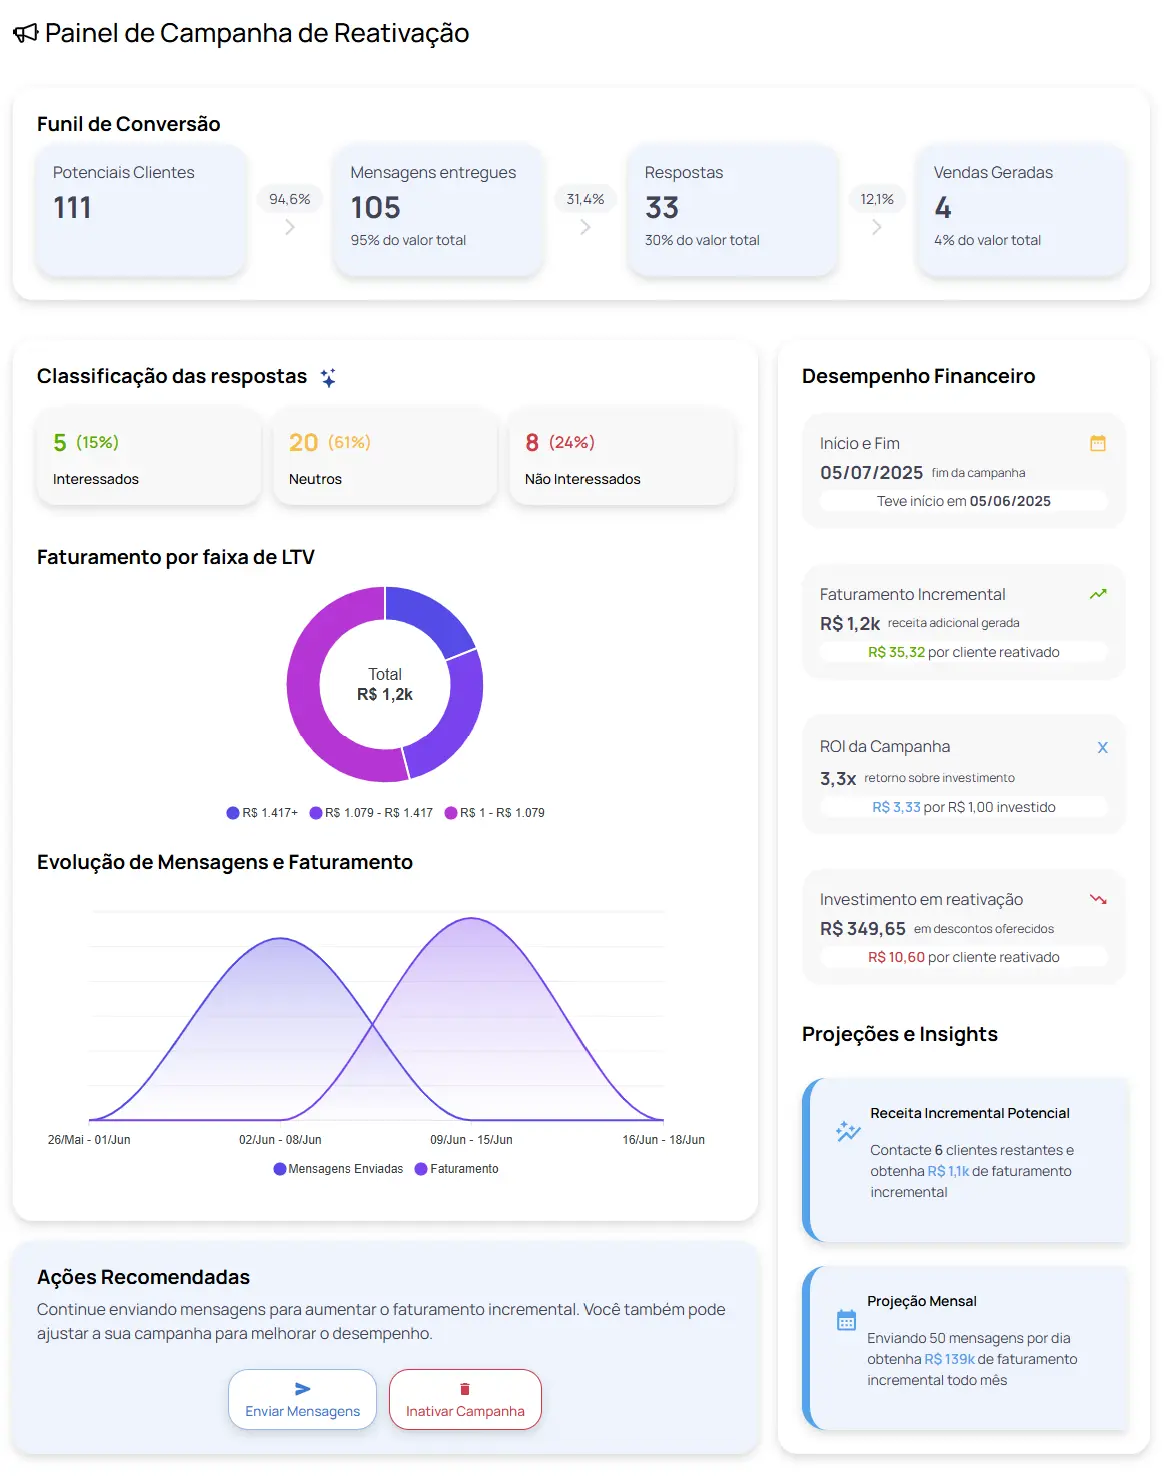 Painel de Campanha de Reativação
Funil de Conversão
Potenciais Clientes
111
94,6%
Mensagens entregues
105
95% do valor total
31,4%
Respostas
33
30% do valor total
12,1%
Vendas Geradas
4
4% do valor total
Classificação das respostas
5 (15%)
Interessados
20 (61%)
Neutros
8 (24%)
Não Interessados
Faturamento por faixa de LTV
Total
R$ 1,2k
R$ 1.417+
R$ 1.079 - R$ 1.417
R$ 1 - R$ 1.079
Evolução de Mensagens e Faturamento
26/Mai - 01/Jun
02/Jun - 08/Jun
09/Jun - 15/Jun
16/Jun - 18/Jun
Mensagens Enviadas
Faturamento
Ações Recomendadas
Continue enviando mensagens para aumentar o faturamento incremental. Você também pode
ajustar a sua campanha para melhorar o desempenho.
Enviar Mensagens
Inativar Campanha
Desempenho Financeiro
Início e Fim
05/07/2025 fim da campanha
Teve início em 05/06/2025
Faturamento Incremental
R$ 1,2k receita adicional gerada
R$ 35,32 por cliente reativado
ROI da Campanha
X
3,3x retorno sobre investimento
R$ 3,33 por R$ 1,00 investido
Investimento em reativação
R$ 349,65 em descontos oferecidos
R$ 10,60 por cliente reativado
Projeções e Insights
Receita Incremental Potencial
Contacte 6 clientes restantes e
obtenha R$ 1,1k de faturamento
incremental
Projeção Mensal
Enviando 50 mensagens por dia
obtenha R$ 139k de faturamento
incremental todo mês